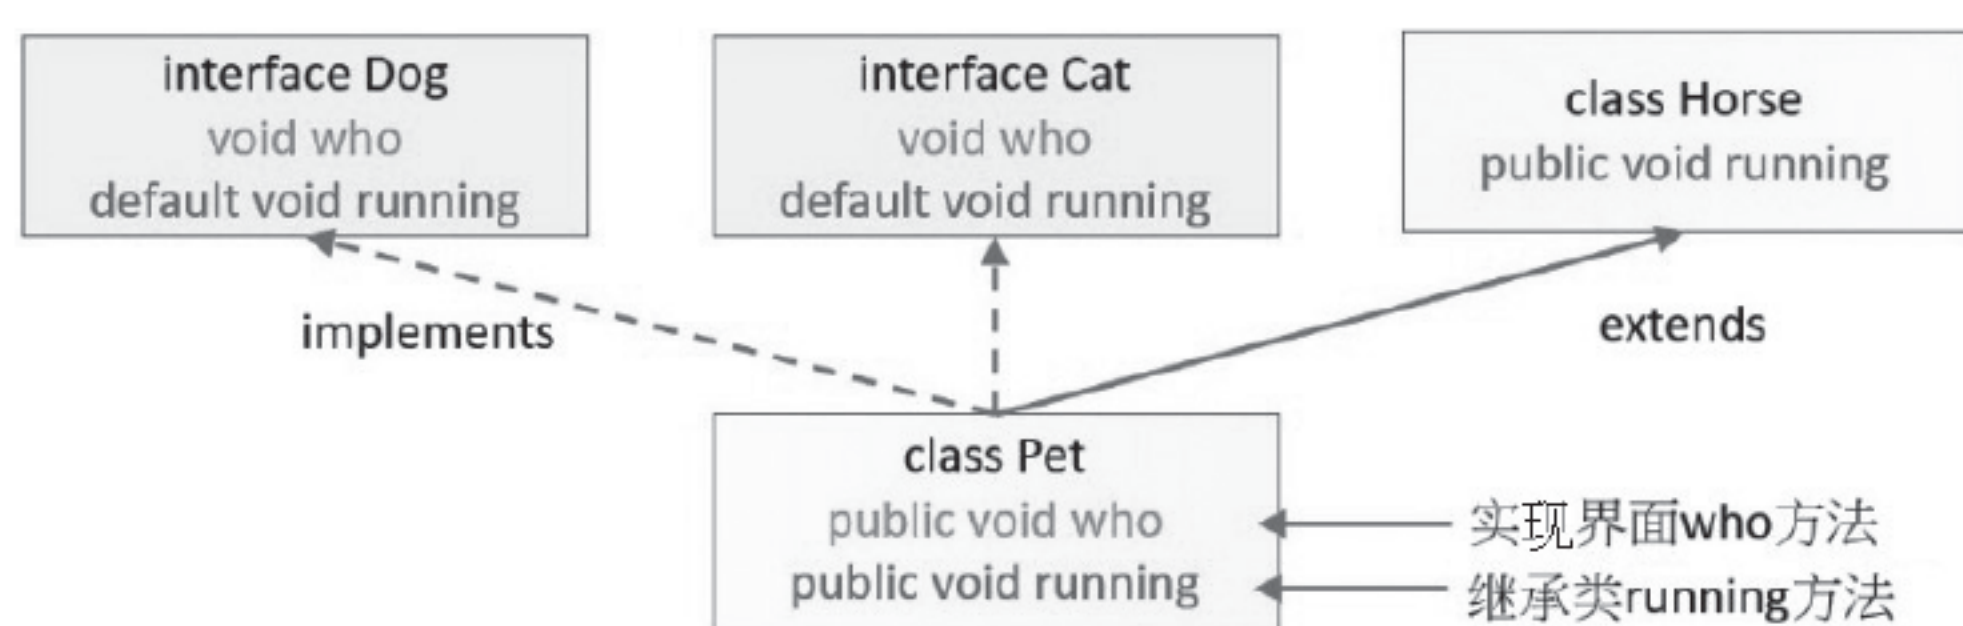 interface Dog
void who
default void running
interface Cat
void who
default void running
class Horse
public void running
implements
extends
class Pet
public void who
public void running
实现界面who方法
继承类running方法